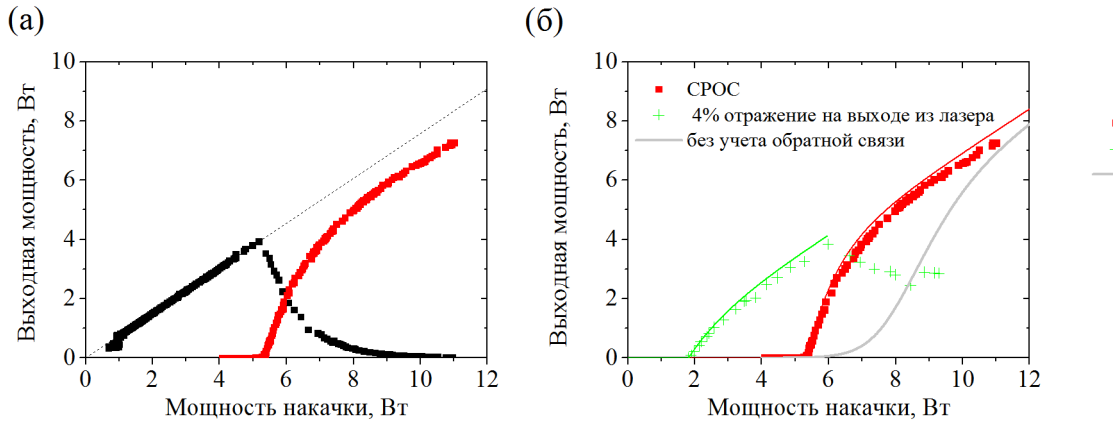 (а)
10
8
6
4
2
0
Выходная мощность, Вт
0 2 4 6 8 10 12
Мощность накачки, Вт
(б)
10
8
6
4
2
0
Выходная мощность, Вт
СРОС
4% отражение на выходе из лазера
без учета обратной связи
0 2 4 6 8 10 12
Мощность накачки, Вт